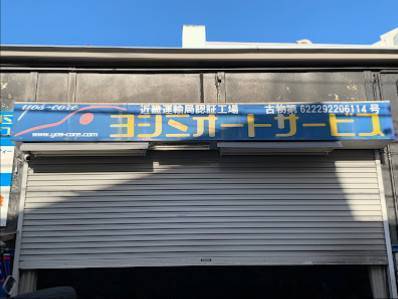 yos-core
近畿運輸局認証工場 古物第622292206114号
ヨシミオートサービス
www.yos-core.com